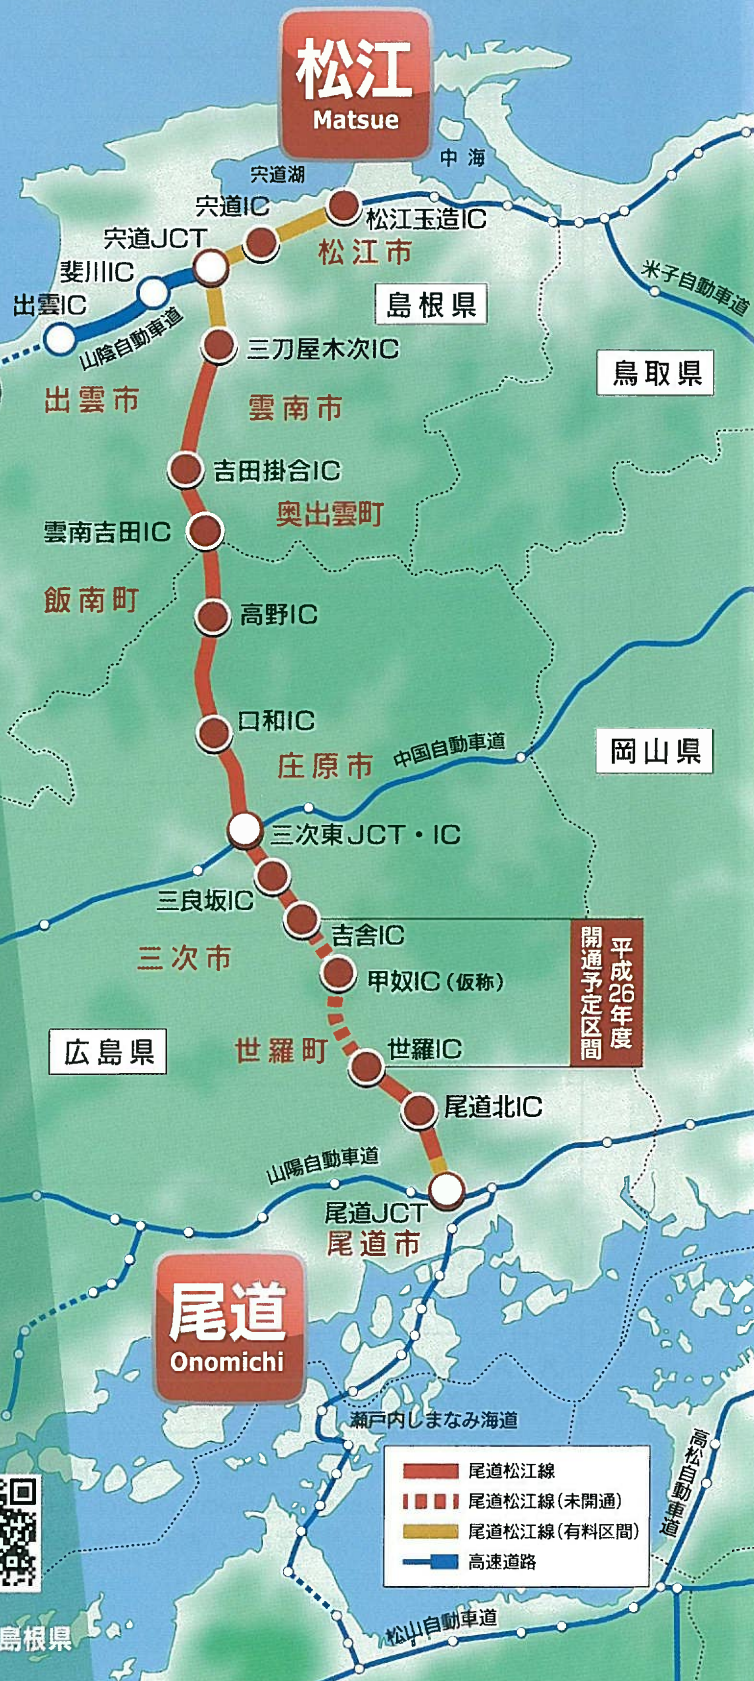 松江
Matsue
中海
宍道湖
宍道IC
松江玉造IC
宍道JCT
松江市
斐川IC
米子自動車道
出雲IC
山陰自動車道
島根県
三刀屋木次IC
鳥取県
出雲市
雲南市
吉田掛合IC
奥出雲町
雲南吉田IC
飯南町
高野IC
口和IC
中国自動車道
岡山県
庄原市
三次東JCT・IC
三良坂IC
吉舎IC
三次市
甲奴IC(仮称)
平成26年度
開通予定区間
広島県
世羅町
世羅IC
尾道北IC
山陽自動車道
尾道JCT
尾道市
尾道
Onomichi
瀬戸内しまなみ海道
高松自動車道
尾道松江線
尾道松江線(未開通)
尾道松江線(有料区間)
高速道路
松山自動車道
島根県